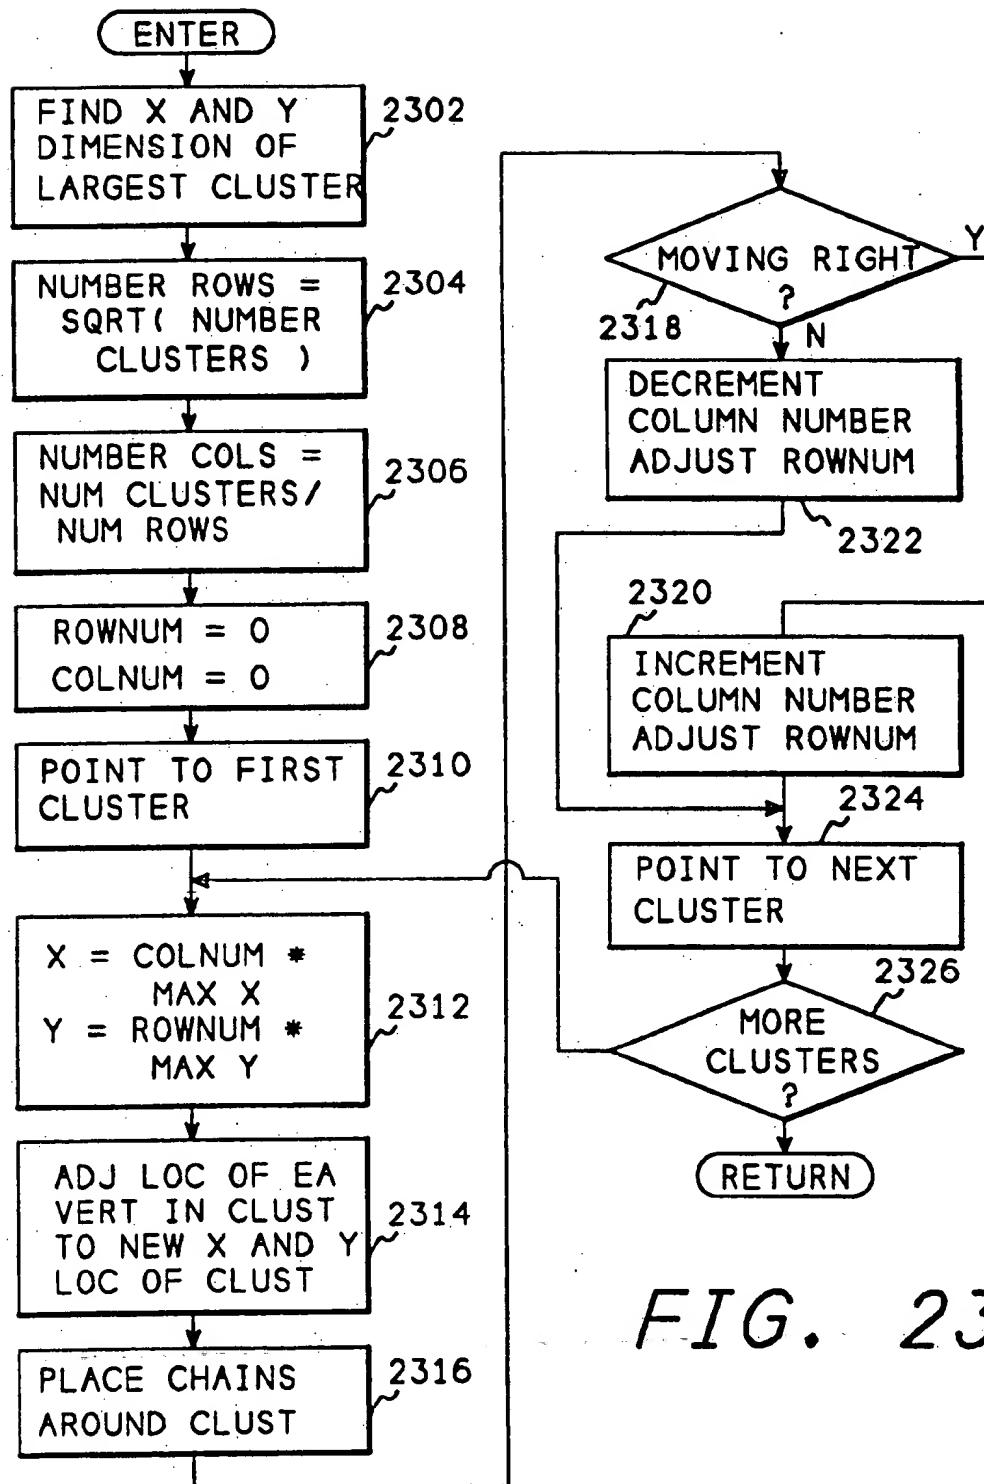 ENTER
FIND X AND Y
DIMENSION OF
LARGEST CLUSTER
2302
NUMBER ROWS =
SQRT( NUMBER
CLUSTERS )
2304
NUMBER COLS =
NUM CLUSTERS/
NUM ROWS
2306
ROWNUM = 0
COLNUM = 0
2308
POINT TO FIRST
CLUSTER
2310
X = COLNUM *
MAX X
Y = ROWNUM *
MAX Y
2312
ADJ LOC OF EA
VERT IN CLUST
TO NEW X AND Y
LOC OF CLUST
2314
PLACE CHAINS
AROUND CLUST
2316
MOVING RIGHT
?
Y
2318
N
DECREMENT
COLUMN NUMBER
ADJUST ROWNUM
2322
2320
INCREMENT
COLUMN NUMBER
ADJUST ROWNUM
2324
POINT TO NEXT
CLUSTER
2326
MORE
CLUSTERS
?
RETURN
FIG. 23